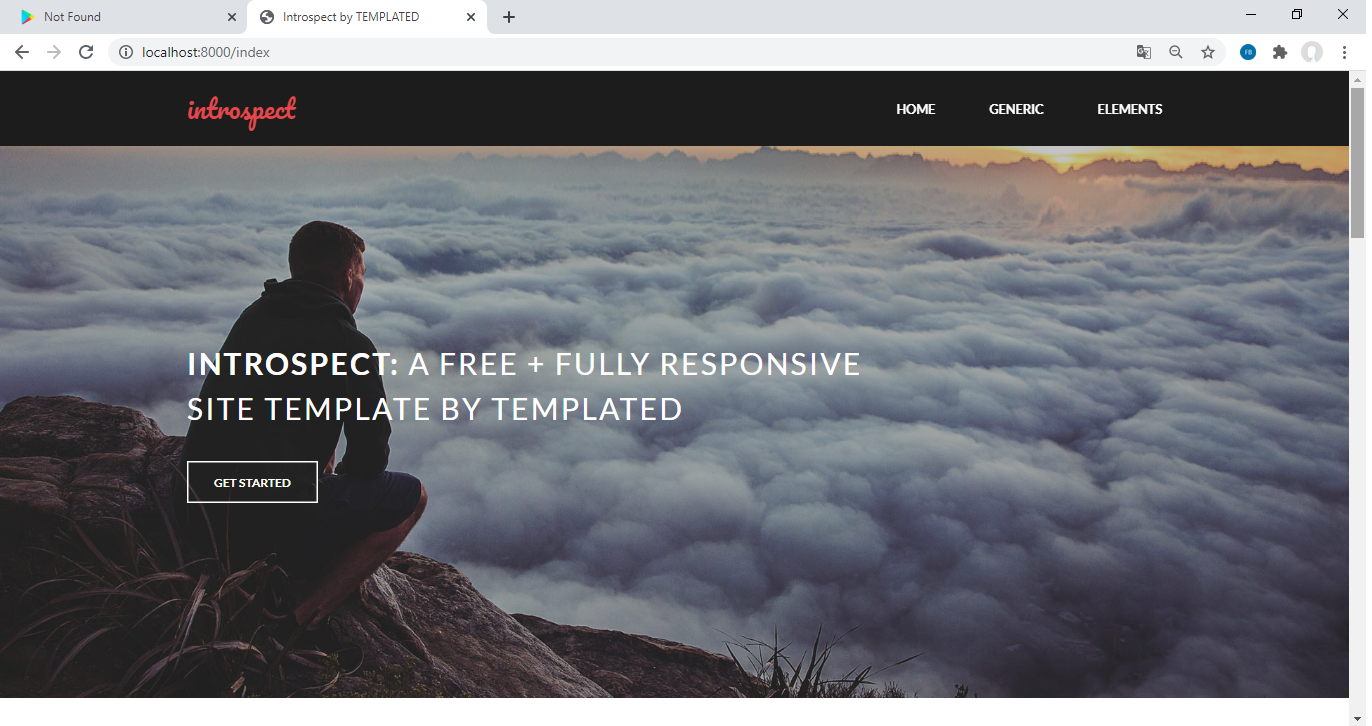 Not Found
Introspect by TEMPLATED
localhost:8000/index
introspect
HOME GENERIC ELEMENTS
INTROSPECT: A FREE + FULLY RESPONSIVE
SITE TEMPLATE BY TEMPLATED
GET STARTED